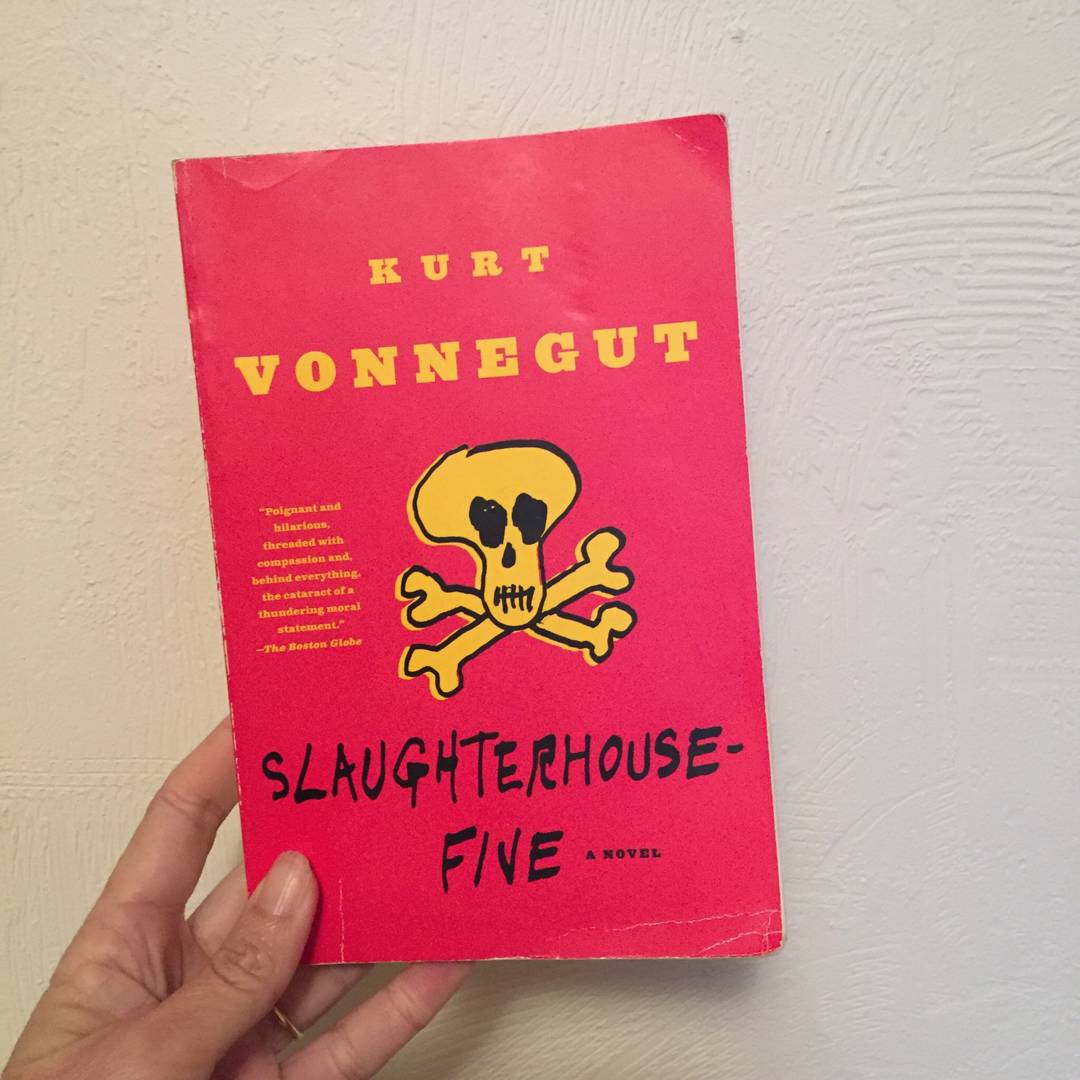 KURT
VONNEGUT
“Poignant and
hilarious,
threaded with
compassion and,
behind everything,
the cataract of a
thundering moral
statement.”
—The Boston Globe
SLAUGHTERHOUSE-
FIVE A NOVEL